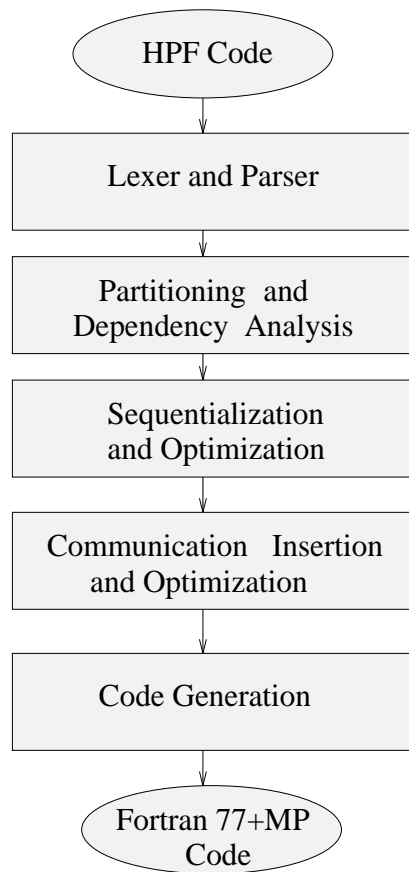 HPF Code
Lexer and Parser
Partitioning and
Dependency Analysis
Sequentialization
and Optimization
Communication Insertion
and Optimization
Code Generation
Fortran 77+MP
Code